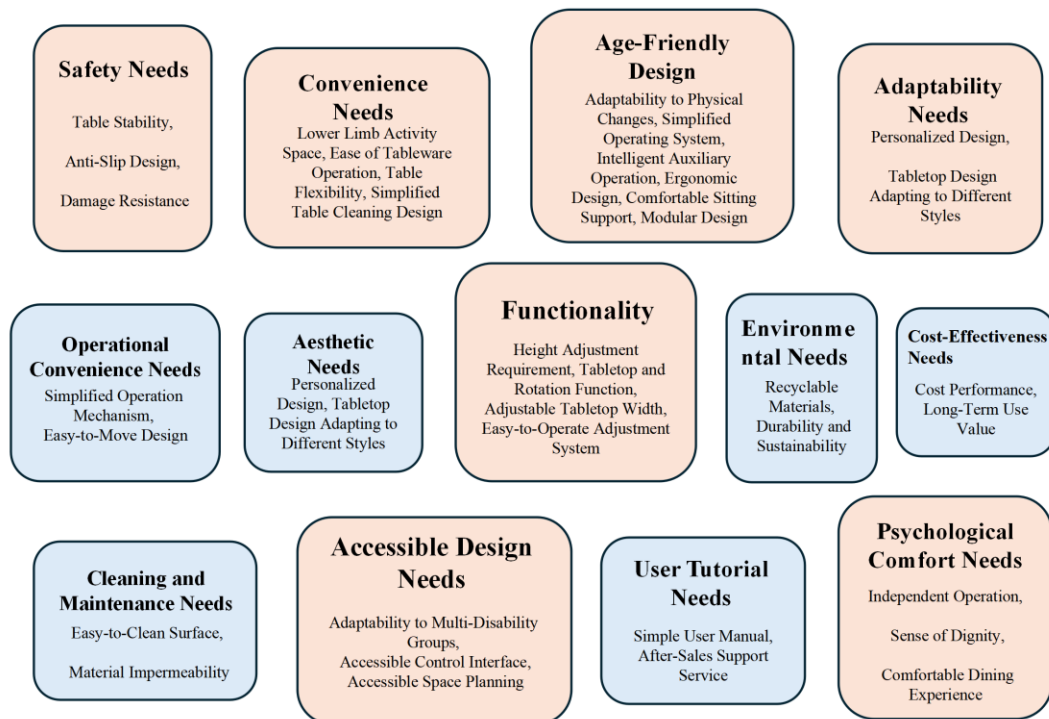 Safety Needs
Table Stability,
Anti-Slip Design,
Damage Resistance
Convenience
Needs
Lower Limb Activity
Space, Ease of Tableware
Operation, Table
Flexibility, Simplified
Table Cleaning Design
Age-Friendly
Design
Adaptability to Physical
Changes, Simplified
Operating System,
Intelligent Auxiliary
Operation, Ergonomic
Design, Comfortable Sitting
Support, Modular Design
Adaptability
Needs
Personalized Design,
Tabletop Design
Adapting to Different
Styles
Operational
Convenience Needs
Simplified Operation
Mechanism,
Easy-to-Move Design
Aesthetic
Needs
Personalized
Design, Tabletop
Design Adapting to
Different Styles
Functionality
Height Adjustment
Requirement, Tabletop and
Rotation Function,
Adjustable Tabletop Width,
Easy-to-Operate Adjustment
System
Environme
ntal Needs
Recyclable
Materials,
Durability and
Sustainability
Cost-Effectiveness
Needs
Cost Performance,
Long-Term Use
Value
Cleaning and
Maintenance Needs
Easy-to-Clean Surface,
Material Impermeability
Accessible Design
Needs
Adaptability to Multi-Disability
Groups,
Accessible Control Interface,
Accessible Space Planning
User Tutorial
Needs
Simple User Manual,
After-Sales Support
Service
Psychological
Comfort Needs
Independent Operation,
Sense of Dignity,
Comfortable Dining
Experience